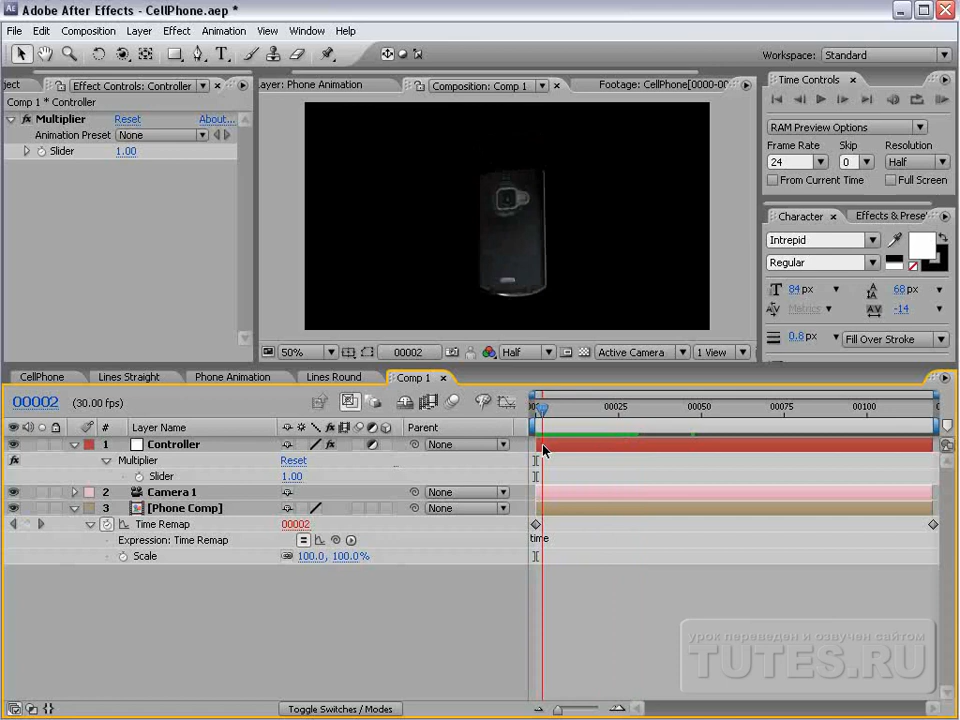 Adobe After Effects - CellPhone.aep *
File Edit Composition Layer Effect Animation View Window Help
Workspace: Standard
ject Effect Controls: Controller
ayer: Phone Animation Composition: Comp 1 Footage: CellPhone[0000-00
Comp 1 * Controller
Multiplier Reset About...
Animation Preset None
Slider 1.00
Time Controls
RAM Preview Options
Frame Rate Skip Resolution
24 0 Half
From Current Time Full Screen
Character Effects & Prese
Intrepid
Regular
84 px 68 px
Metrics -14
0.8 px Fill Over Stroke
50% 00002 Half Active Camera 1 View
CellPhone Lines Straight Phone Animation Lines Round Comp 1
00002 (30.00 fps)
00025 00050 00075 00100
# Layer Name Parent
1 Controller None
Multiplier Reset
Slider 1.00
2 Camera 1 None
3 [Phone Comp] None
Time Remap 00002
Expression: Time Remap time
Scale 100.0, 100.0%
урок переведен и озвучен сайтом
TUTES.RU
Toggle Switches / Modes